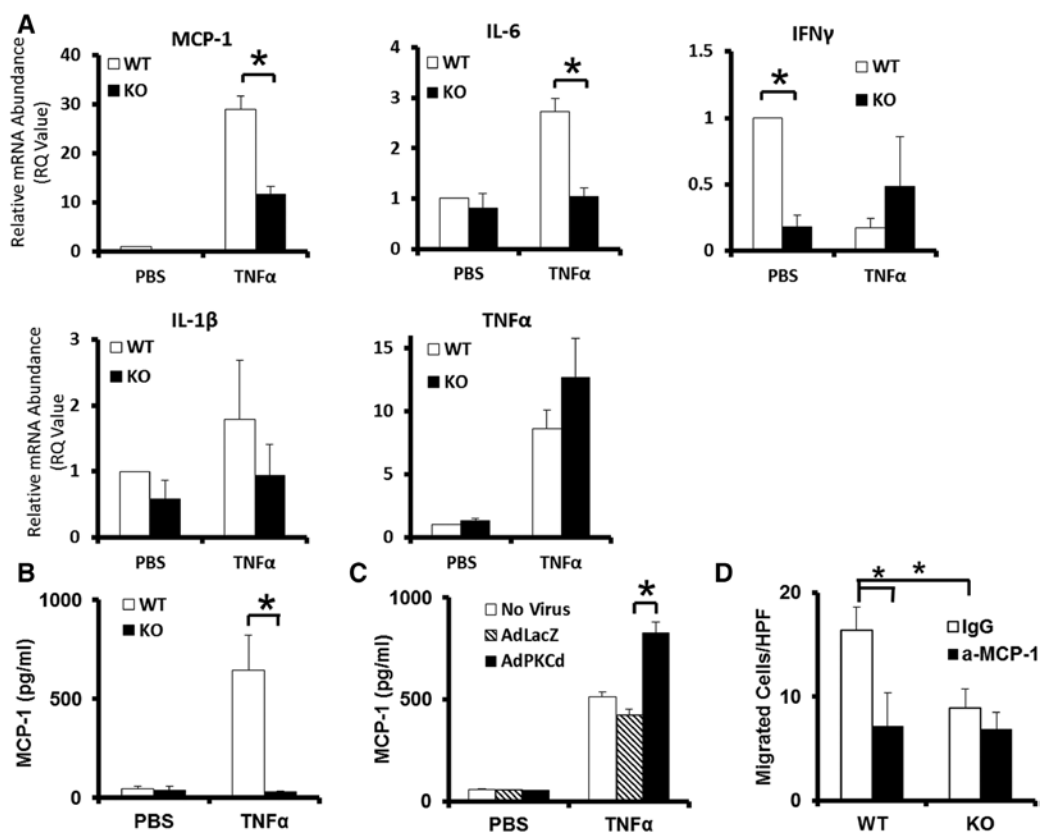 A
MCP-1
Relative mRNA Abundance
(RQ Value)
40
30
20
10
0
WT
KO
*
PBS
TNFα
IL-6
4
3
2
1
0
WT
KO
*
PBS
TNFα
IFNγ
1.5
1
0.5
0
WT
KO
*
PBS
TNFα
IL-1β
Relative mRNA Abundance
(RQ Value
3
2
1
0
WT
KO
PBS
TNFα
TNFα
15
10
5
0
WT
KO
PBS
TNFα
B
MCP-1 (pg/ml)
1000
500
0
WT
KO
*
PBS
TNFα
C
MCP-1 (pg/ml)
1000
500
0
No Virus
AdLacZ
AdPKCd
*
PBS
TNFα
D
Migrated Cells/HPF
20
10
0
*
*
IgG
a-MCP-1
WT
KO